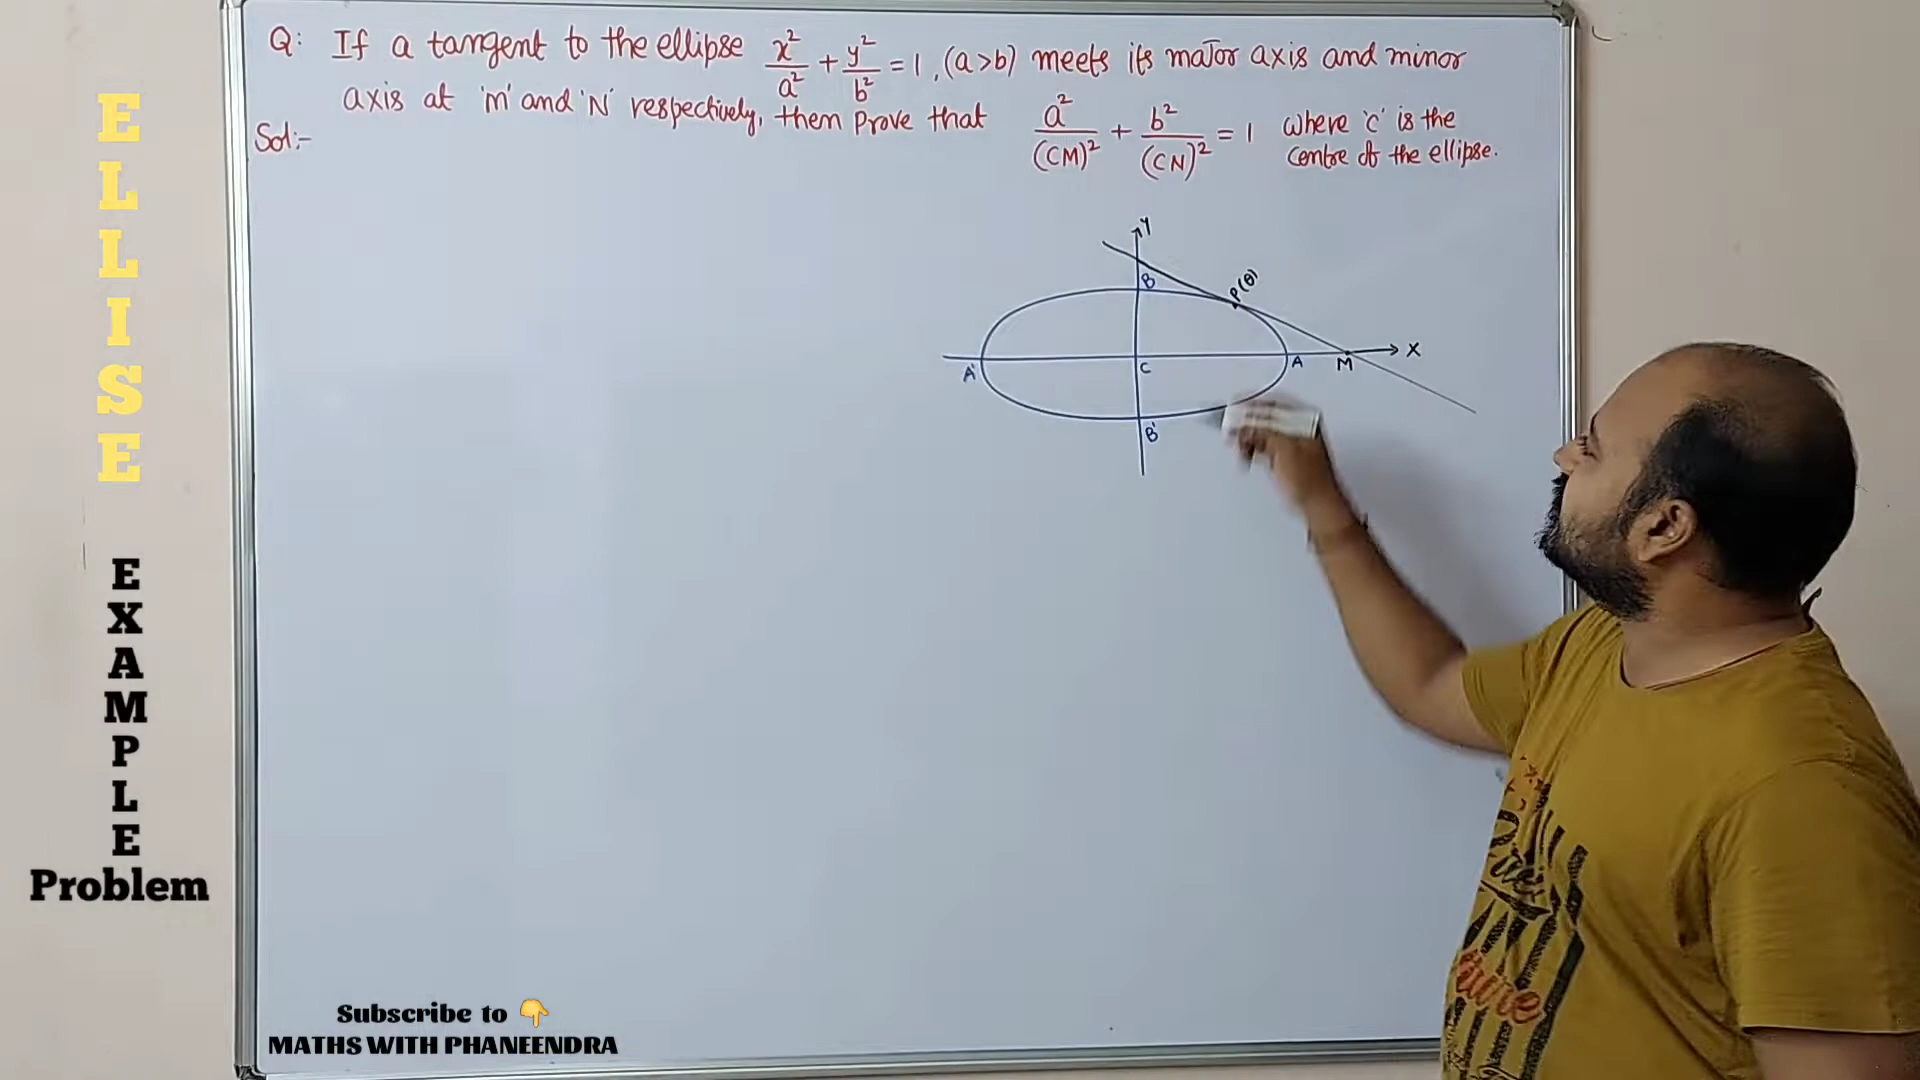 ELLISE
EXAMPLE
Problem
Q: If a tangent to the ellipse x²/a² + y²/b² = 1, (a>b) meets its major axis and minor
axis at 'M' and 'N' respectively, them prove that a²/(CM)² + b²/(CN)² = 1 where 'c' is the
centre of the ellipse.
Sol:-
Y
B
P(θ)
A'
C
A
M
X
B'
Subscribe to 👇
MATHS WITH PHANEENDRA